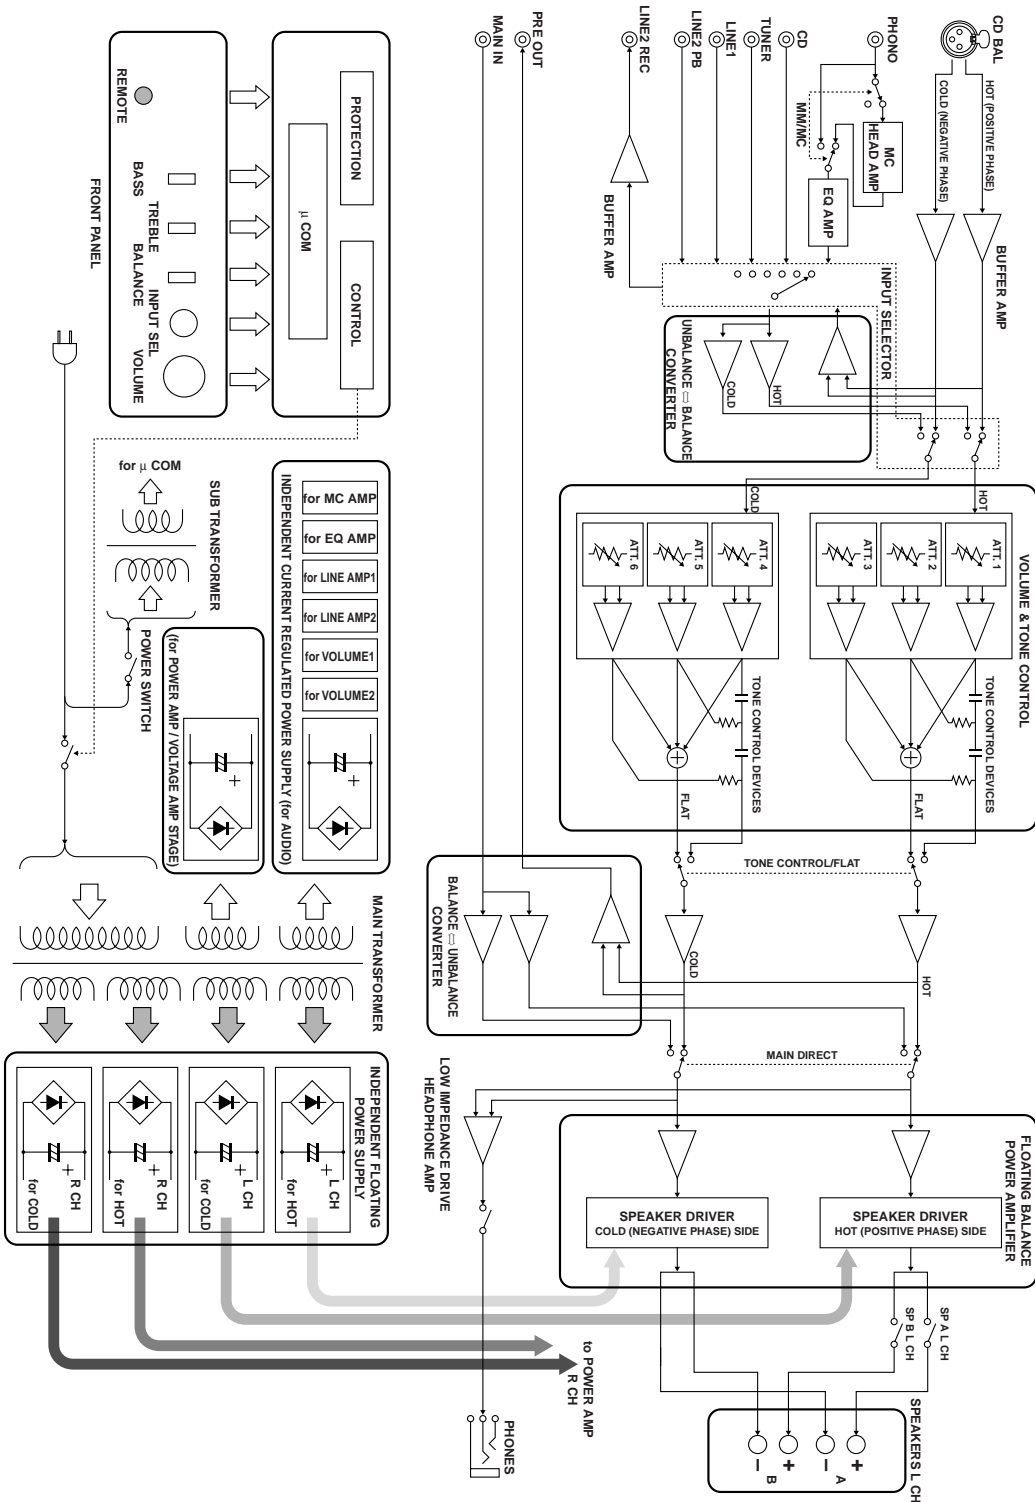 CD BAL
HOT (POSITIVE PHASE)
COLD (NEGATIVE PHASE)
BUFFER AMP
PHONO
MM/MC
MC
HEAD AMP
EQ AMP
INPUT SELECTOR
CD
TUNER
LINE1
LINE2 PB
LINE2 REC
BUFFER AMP
UNBALANCE ⇔ BALANCE
CONVERTER
HOT
COLD
PRE OUT
MAIN IN
VOLUME & TONE CONTROL
HOT
ATT. 1
ATT. 2
ATT. 3
TONE CONTROL DEVICES
FLAT
COLD
ATT. 4
ATT. 5
ATT. 6
TONE CONTROL DEVICES
FLAT
TONE CONTROL/FLAT
HOT
COLD
BALANCE ⇔ UNBALANCE
CONVERTER
MAIN DIRECT
FLOATING BALANCE
POWER AMPLIFIER
SPEAKER DRIVER
HOT (POSITIVE PHASE) SIDE
SPEAKER DRIVER
COLD (NEGATIVE PHASE) SIDE
SP A L CH
SP B L CH
SPEAKERS L CH
+
−
A
+
−
B
LOW IMPEDANCE DRIVE
HEADPHONE AMP
PHONES
PROTECTION
CONTROL
μ COM
REMOTE
BASS
TREBLE
BALANCE
INPUT SEL
VOLUME
FRONT PANEL
for μ COM
SUB TRANSFORMER
POWER SWITCH
for MC AMP
for EQ AMP
for LINE AMP1
for LINE AMP2
for VOLUME1
for VOLUME2
+
INDEPENDENT CURRENT REGULATED POWER SUPPLY (for AUDIO)
+
(for POWER AMP / VOLTAGE AMP STAGE)
MAIN TRANSFORMER
INDEPENDENT FLOATING
POWER SUPPLY
+ L CH
for HOT
+ L CH
for COLD
+ R CH
for HOT
+ R CH
for COLD
to POWER AMP
R CH